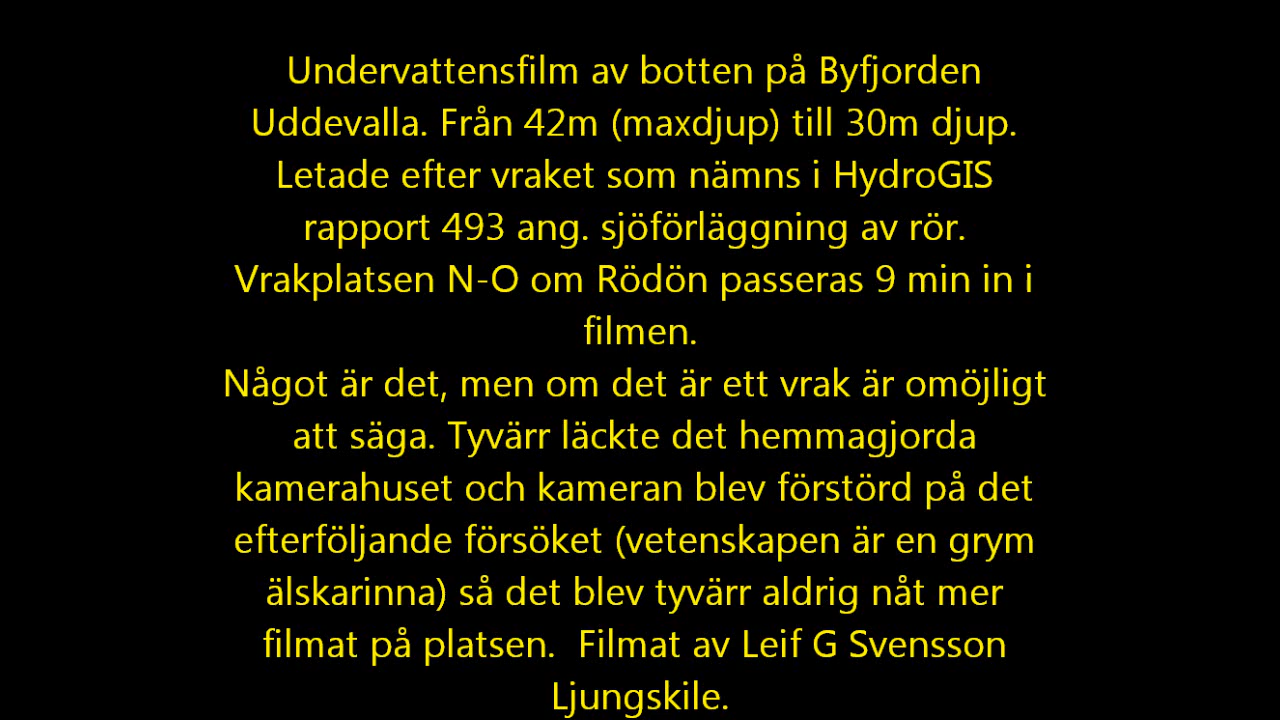 Undervattensfilm av botten på Byfjorden
Uddevalla. Från 42m (maxdjup) till 30m djup.
Letade efter vraket som nämns i HydroGIS
rapport 493 ang. sjöförläggning av rör.
Vrakplatsen N-O om Rödön passeras 9 min in i
filmen.
Något är det, men om det är ett vrak är omöjligt
att säga. Tyvärr läckte det hemmagjorda
kamerahuset och kameran blev förstörd på det
efterföljande försöket (vetenskapen är en grym
älskarinna) så det blev tyvärr aldrig nåt mer
filmat på platsen.  Filmat av Leif G Svensson
Ljungskile.